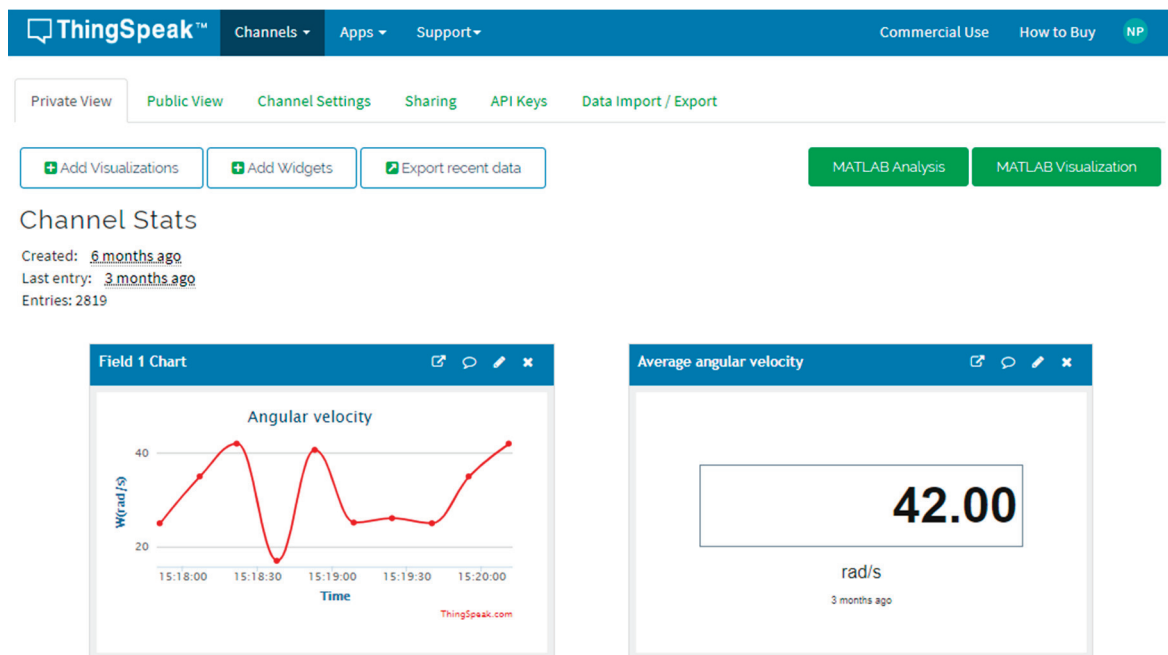 ThingSpeak™ Channels Apps Support Commercial Use How to Buy NP
Private View Public View Channel Settings Sharing API Keys Data Import / Export
Add Visualizations Add Widgets Export recent data MATLAB Analysis MATLAB Visualization
Channel Stats
Created: 6 months ago
Last entry: 3 months ago
Entries: 2819
Field 1 Chart
Angular velocity
W(rad/s)
40
20
15:18:00 15:18:30 15:19:00 15:19:30 15:20:00
Time
ThingSpeak.com
Average angular velocity
42.00
rad/s
3 months ago